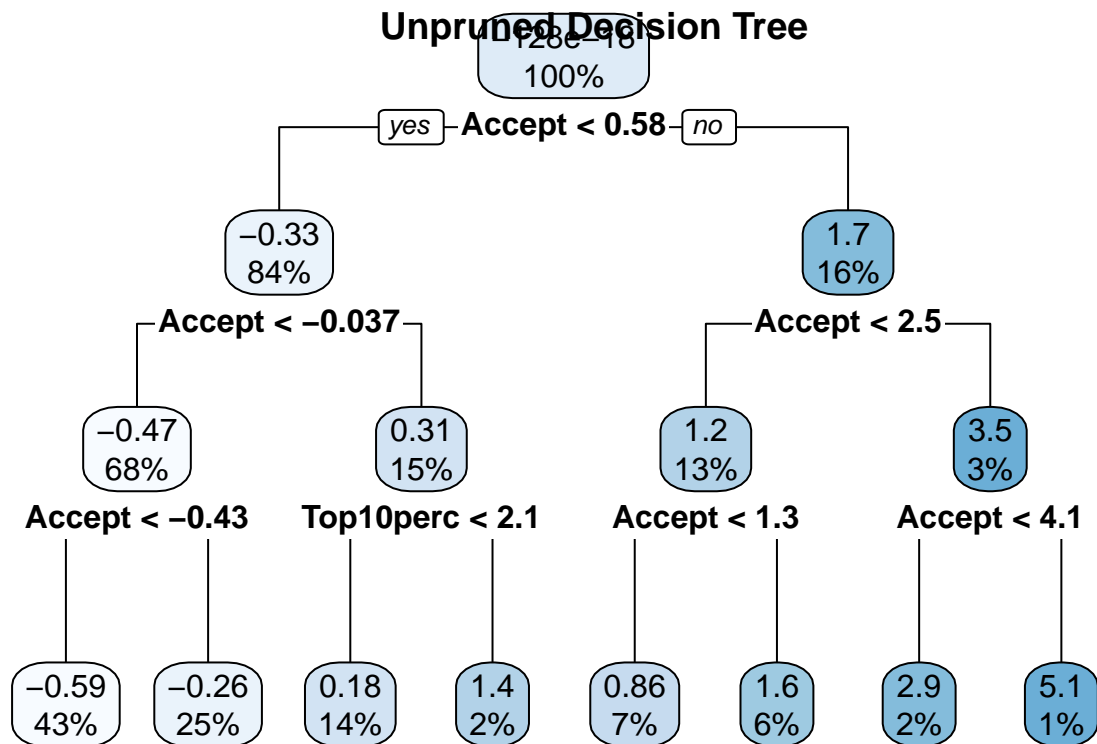 Unpruned Decision Tree
−128e−18
100%
yes Accept < 0.58 no
−0.33 1.7
84% 16%
Accept < −0.037 Accept < 2.5
−0.47 0.31 1.2 3.5
68% 15% 13% 3%
Accept < −0.43 Top10perc < 2.1 Accept < 1.3 Accept < 4.1
−0.59 −0.26 0.18 1.4 0.86 1.6 2.9 5.1
43% 25% 14% 2% 7% 6% 2% 1%